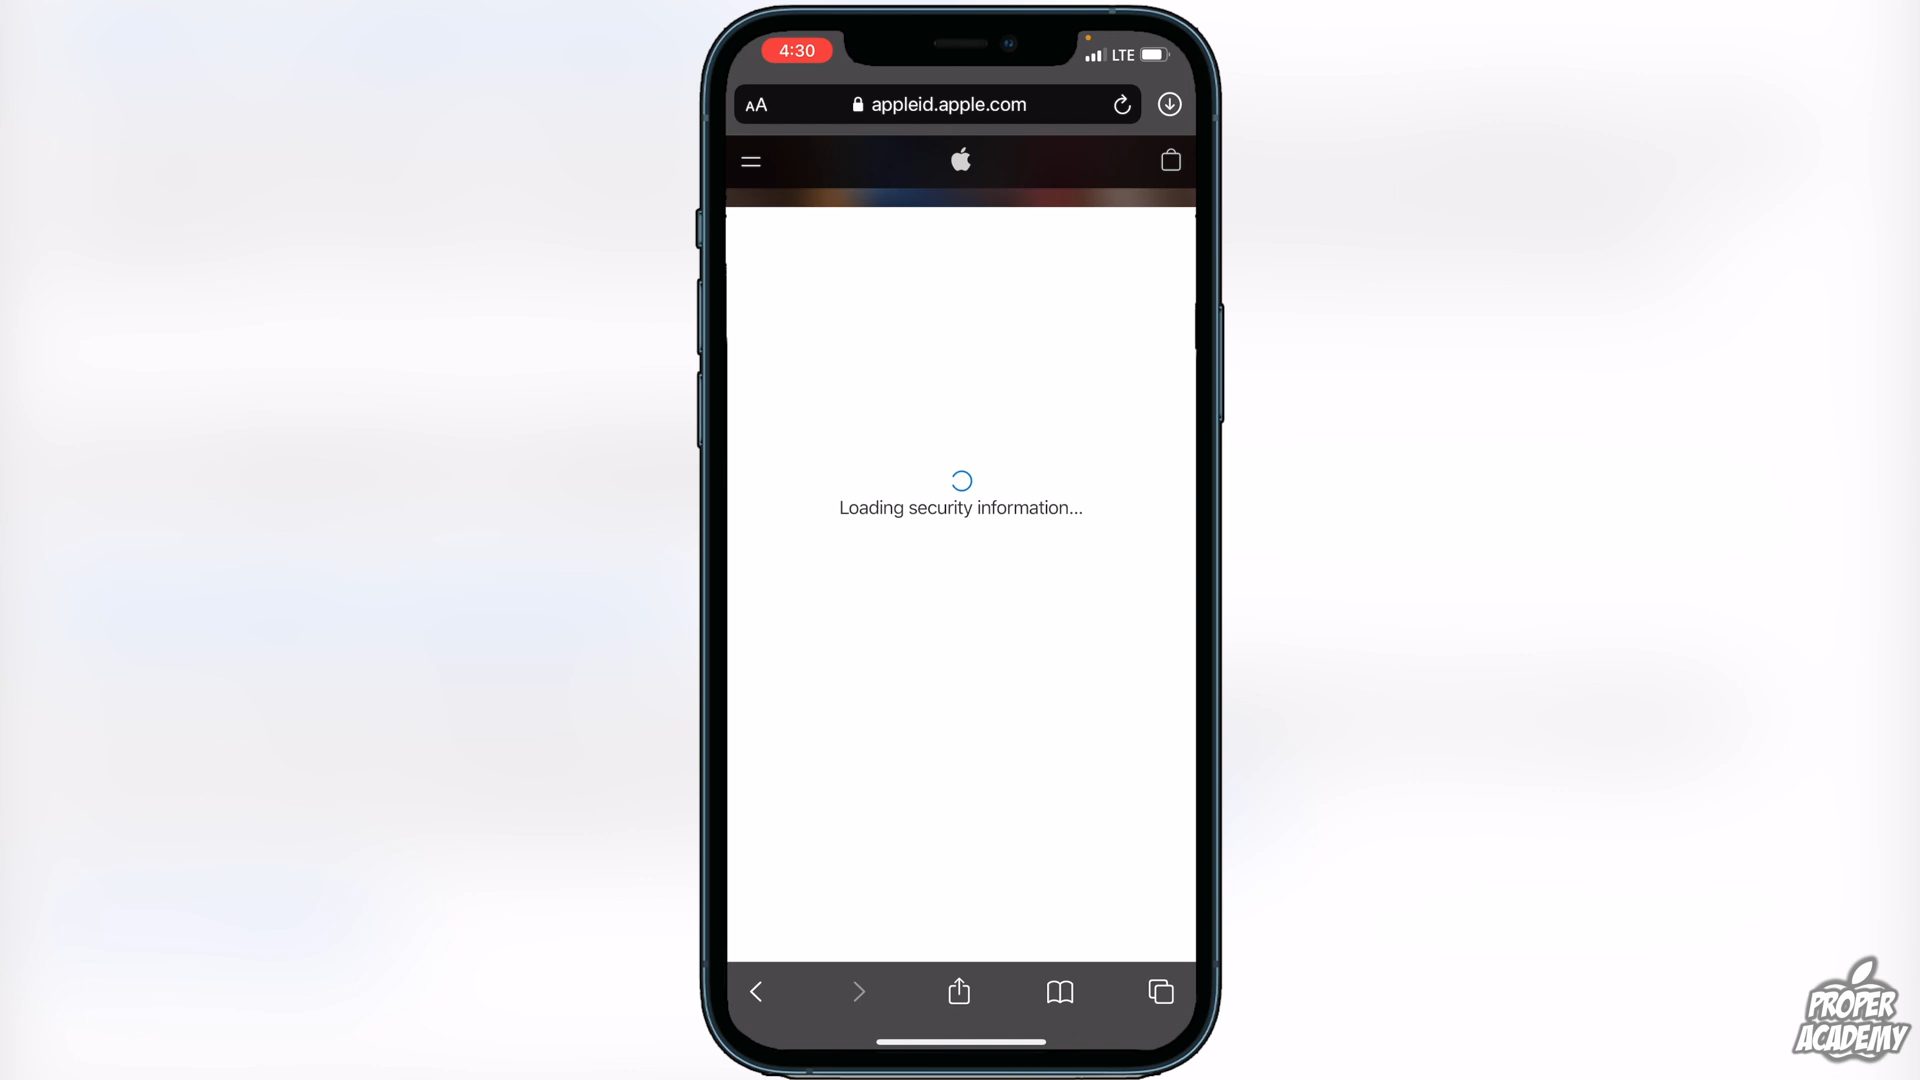 4:30
LTE
AA
appleid.apple.com
Loading security information...
PROPER
ACADEMY